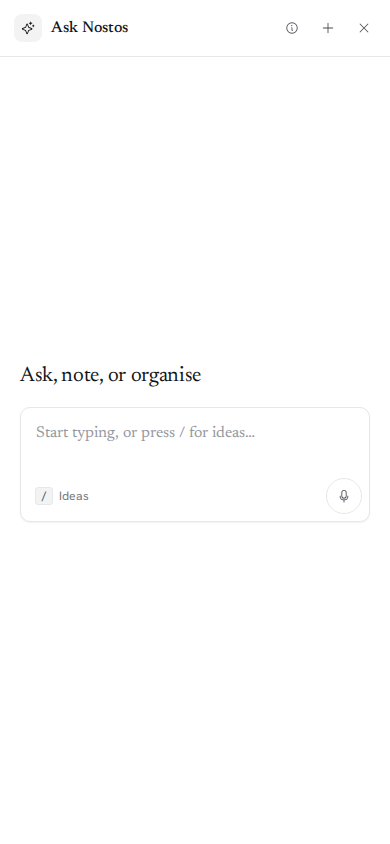 Ask Nostos
Ask, note, or organise
Start typing, or press / for ideas...
/ Ideas